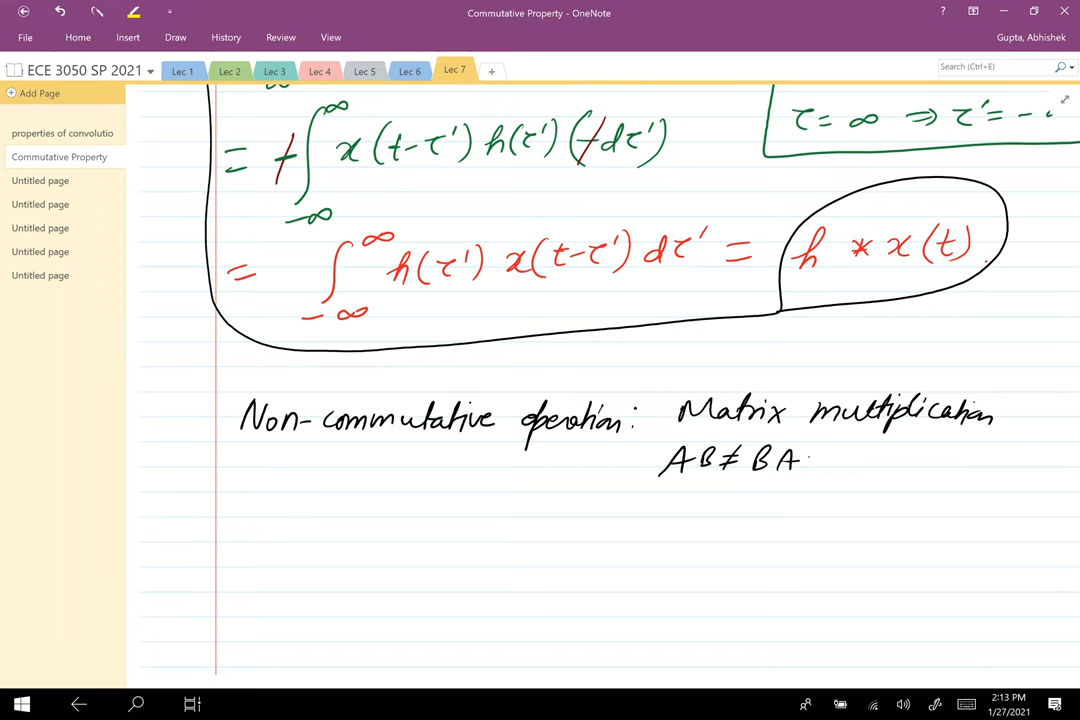 Commutative Property - OneNote
?
File Home Insert Draw History Review View
Gupta, Abhishek
ECE 3050 SP 2021
Lec 1 Lec 2 Lec 3 Lec 4 Lec 5 Lec 6 Lec 7 +
Search (Ctrl+E)
Add Page
properties of convolutio
Commutative Property
Untitled page
Untitled page
Untitled page
Untitled page
Untitled page
τ = ∞ ⇒ τ' = -
= - ∫_{-∞}^{∞} x(t-τ') h(τ') (-dτ')
= ∫_{-∞}^{∞} h(τ') x(t-τ') dτ' = h * x(t).
Non-commutative operation: Matrix multiplication
AB ≠ BA.
2:13 PM
1/27/2021